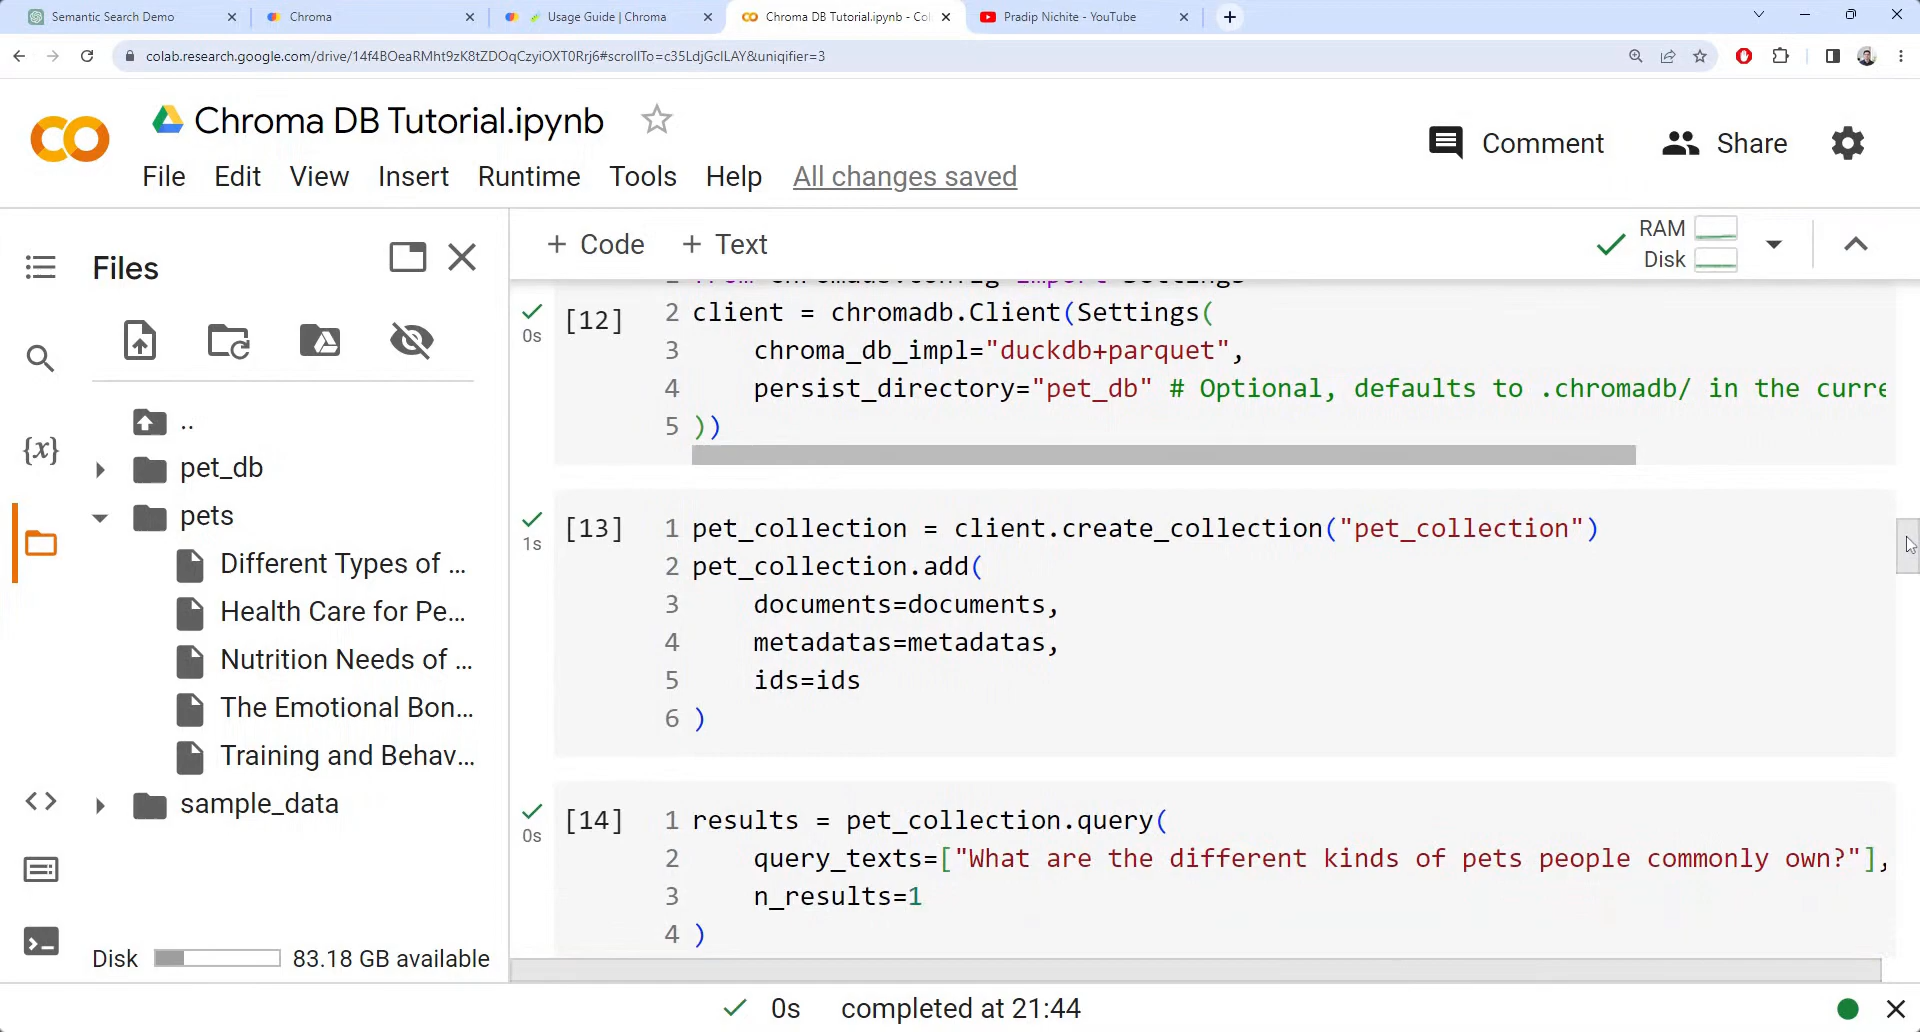 Semantic Search Demo
Chroma
Usage Guide | Chroma
Chroma DB Tutorial.ipynb - Col
Pradip Nichite - YouTube
colab.research.google.com/drive/14f4BOeaRMht9zK8tZDOqCzyiOXT0Rrj6#scrollTo=c35LdjGcILAY&uniqifier=3
Chroma DB Tutorial.ipynb
Comment
Share
File Edit View Insert Runtime Tools Help All changes saved
Files
+ Code + Text
RAM
Disk
1 from chromadb.config import Settings
[12] 2 client = chromadb.Client(Settings(
0s
3 chroma_db_impl="duckdb+parquet",
4 persist_directory="pet_db" # Optional, defaults to .chromadb/ in the curre
5 ))
..
pet_db
pets
Different Types of ...
Health Care for Pe...
Nutrition Needs of ...
The Emotional Bon...
Training and Behav...
sample_data
{x}
[13] 1 pet_collection = client.create_collection("pet_collection")
1s
2 pet_collection.add(
3 documents=documents,
4 metadatas=metadatas,
5 ids=ids
6 )
[14] 1 results = pet_collection.query(
0s
2 query_texts=["What are the different kinds of pets people commonly own?"],
3 n_results=1
4 )
Disk 83.18 GB available
0s completed at 21:44